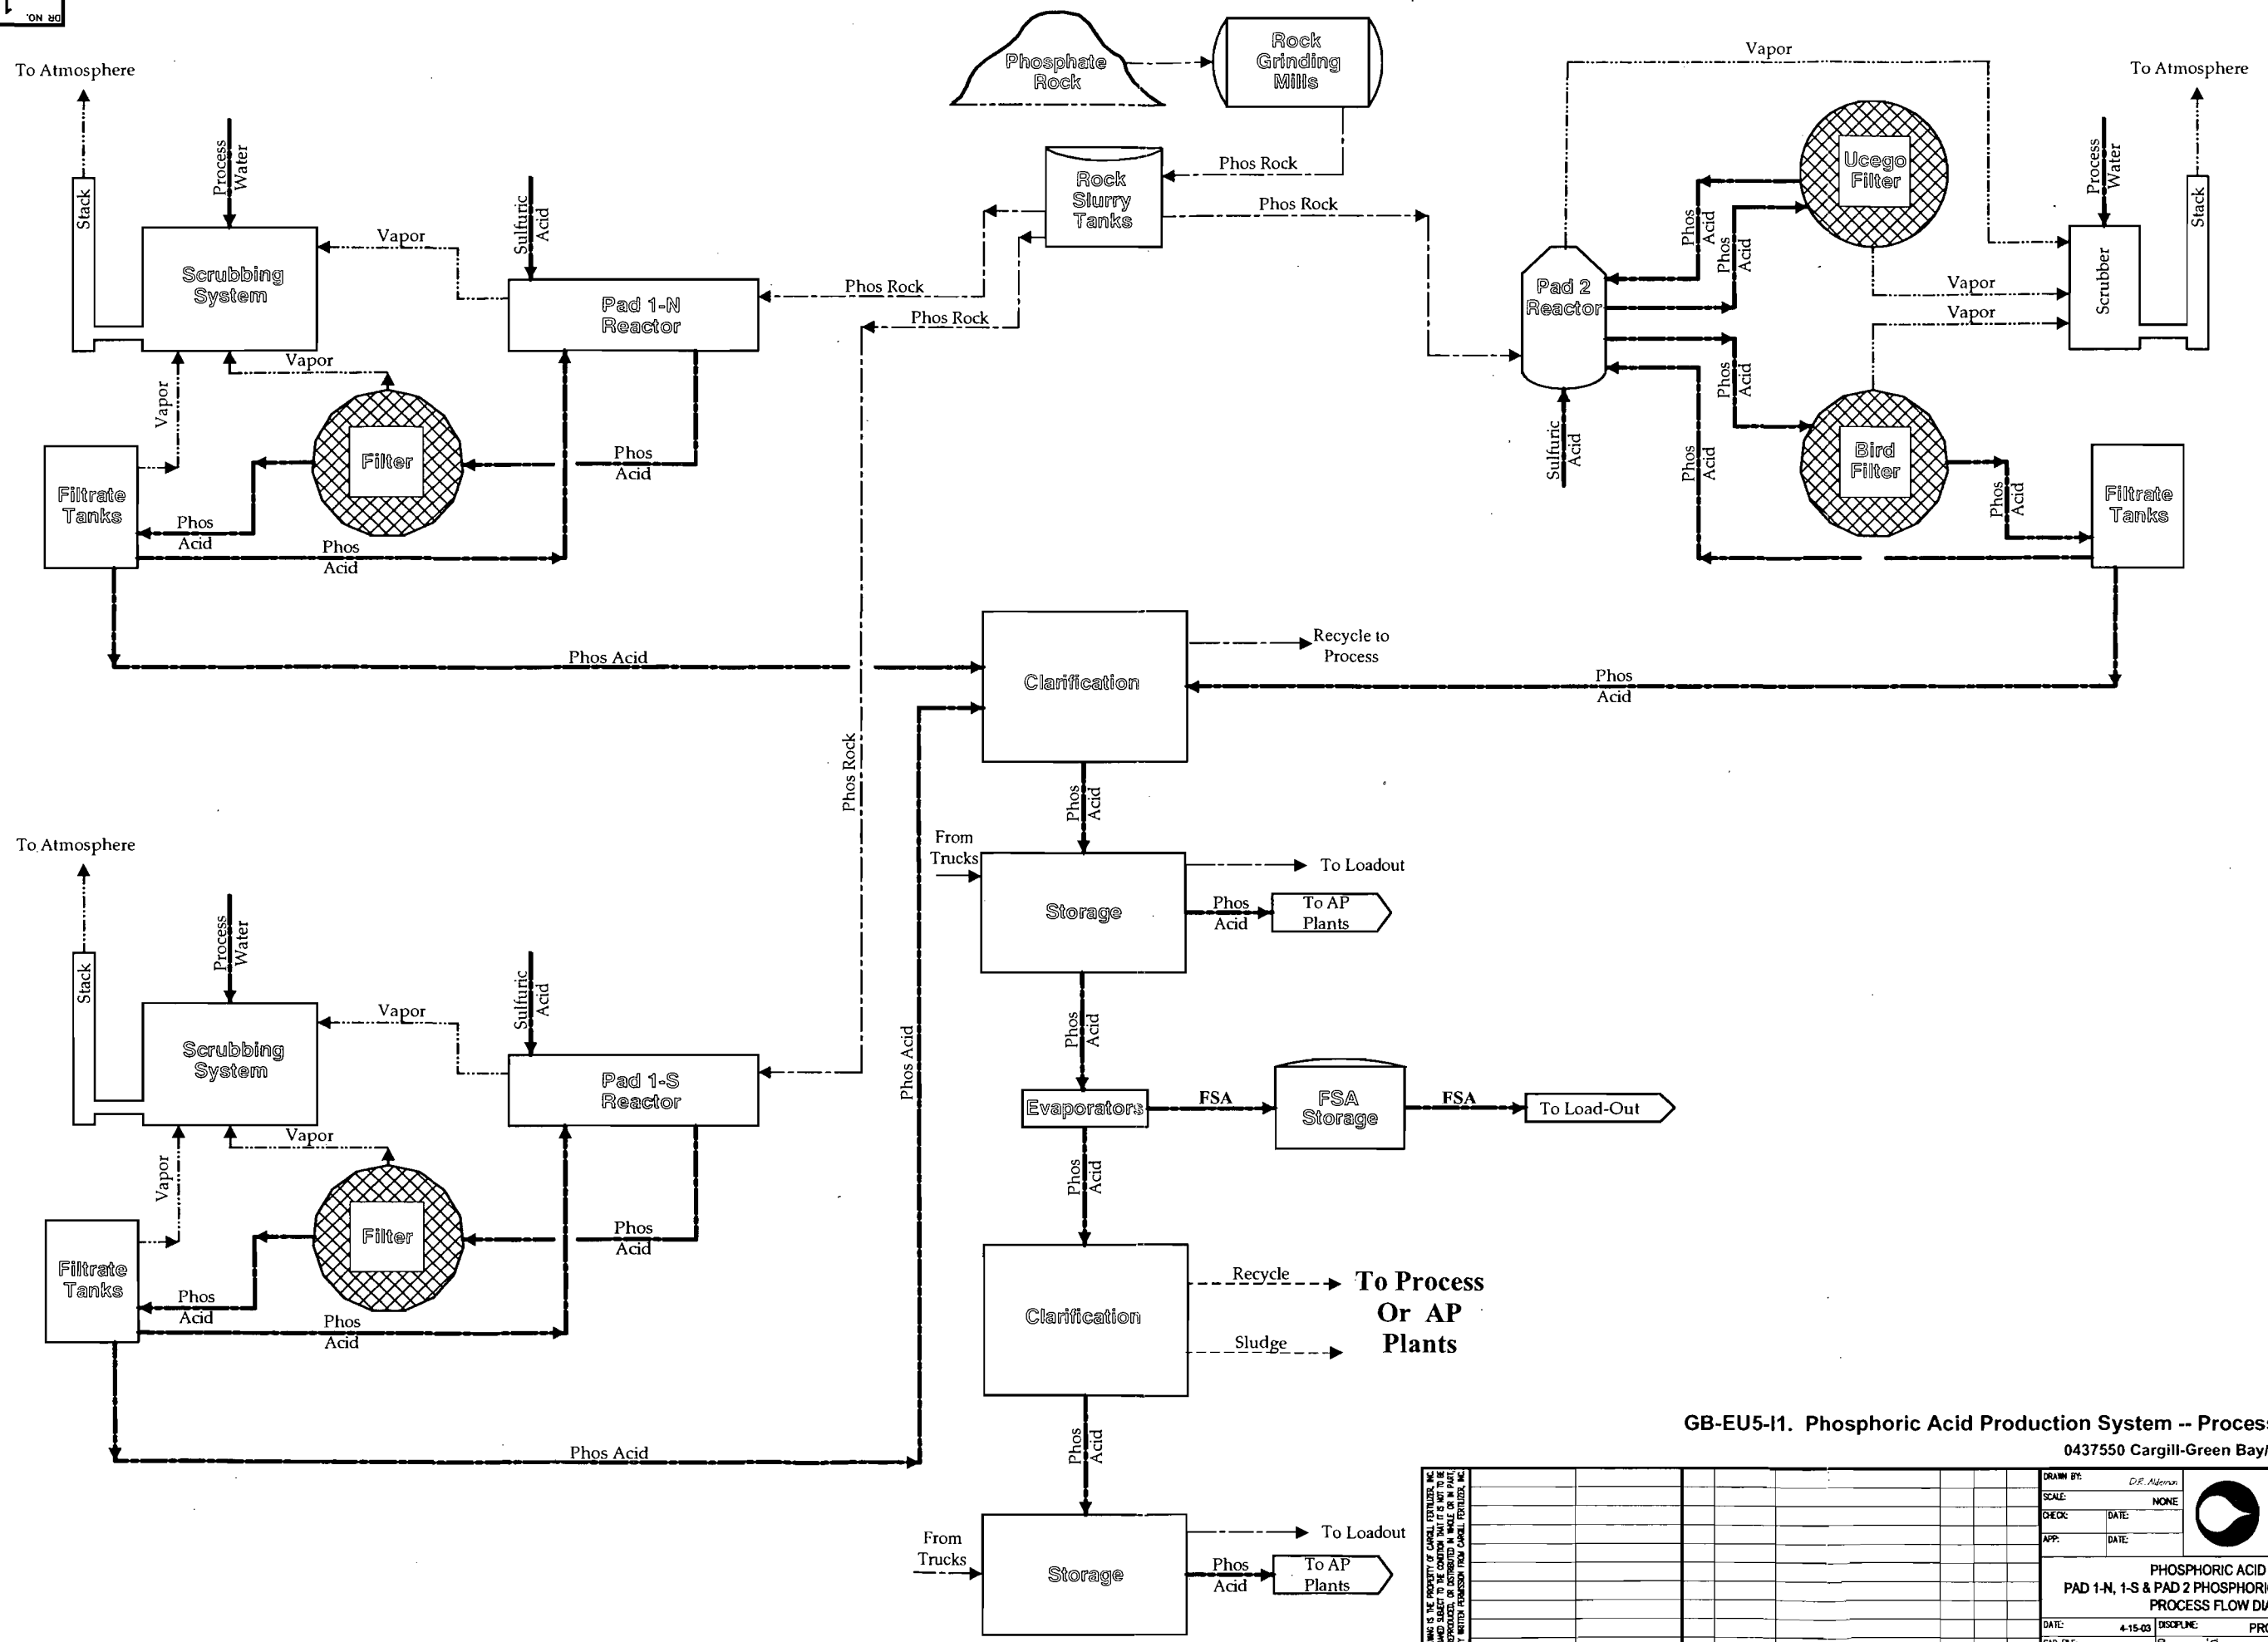 DR NO.
1
To Atmosphere
Stack
Process
Water
Scrubbing
System
Vapor
Sulfuric
Acid
Pad 1-N
Reactor
Phos Rock
Phos Rock
Vapor
Vapor
Filter
Phos
Acid
Filtrate
Tanks
Phos
Acid
Phos
Acid
Phos Acid
Phosphate
Rock
Rock
Grinding
Mills
Phos Rock
Rock
Slurry
Tanks
Phos Rock
Vapor
To Atmosphere
Stack
Process
Water
Scrubber
Ucego
Filter
Phos
Acid
Phos
Acid
Vapor
Vapor
Pad 2
Reactor
Phos
Acid
Sulfuric
Acid
Phos
Acid
Bird
Filter
Phos
Acid
Filtrate
Tanks
Phos
Acid
Clarification
Recycle to
Process
Phos Rock
Phos
Acid
From
Trucks
Storage
To Loadout
Phos
Acid
To AP
Plants
Phos
Acid
Evaporators
FSA
FSA
Storage
FSA
To Load-Out
Phos
Acid
Clarification
Recycle
Sludge
To Process
Or AP
Plants
Phos
Acid
From
Trucks
Storage
To Loadout
Phos
Acid
To AP
Plants
To Atmosphere
Stack
Process
Water
Scrubbing
System
Vapor
Sulfuric
Acid
Pad 1-S
Reactor
Vapor
Vapor
Filter
Phos
Acid
Filtrate
Tanks
Phos
Acid
Phos
Acid
Phos Acid
Phos Acid
GB-EU5-I1. Phosphoric Acid Production System -- Process
0437550 Cargill-Green Bay/
DRAWN BY:
D.R. Alderman
SCALE:
NONE
CHECK:
DATE:
APP:
DATE:
PHOSPHORIC ACID
PAD 1-N, 1-S & PAD 2 PHOSPHORI
PROCESS FLOW DIA
DATE:
4-15-03
DISCIPLINE:
PRO